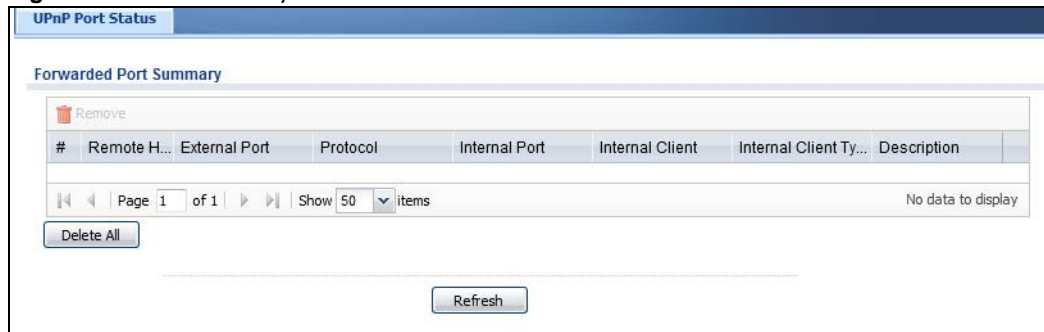 UPnP Port Status
Forwarded Port Summary
Remove
# Remote H... External Port Protocol Internal Port Internal Client Internal Client Ty... Description
Page 1 of 1 Show 50 items No data to display
Delete All
Refresh